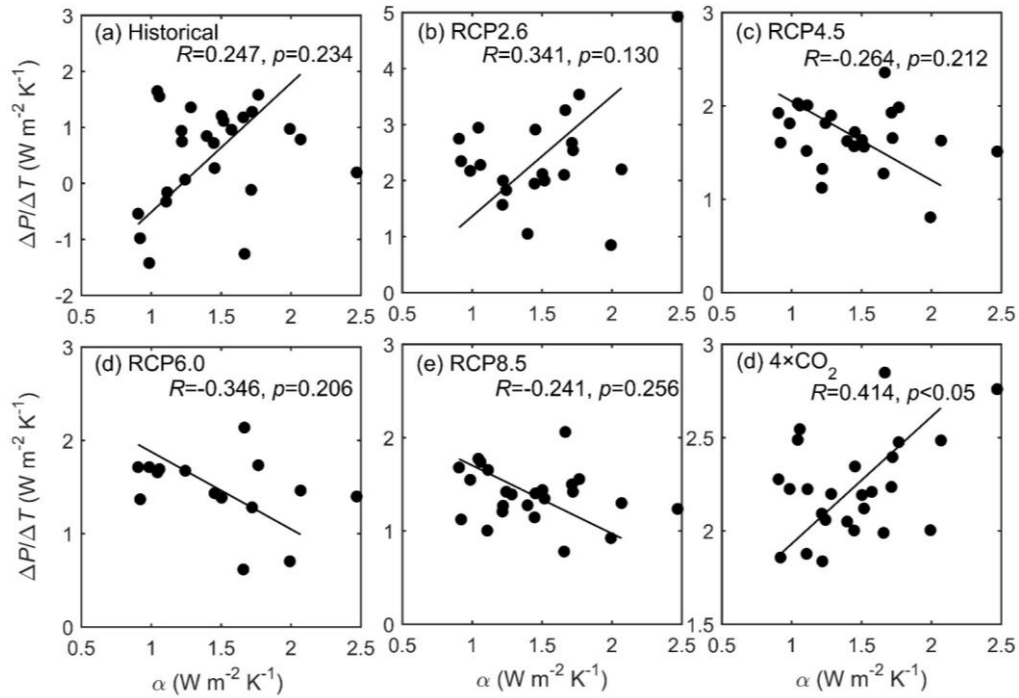 (a) Historical
R=0.247, p=0.234
3
2
1
0
-1
-2
0.5 1 1.5 2 2.5
ΔP/ΔT (W m⁻² K⁻¹)
(b) RCP2.6
R=0.341, p=0.130
5
4
3
2
1
0
0.5 1 1.5 2 2.5
(c) RCP4.5
R=-0.264, p=0.212
3
2
1
0
0.5 1 1.5 2 2.5
(d) RCP6.0
R=-0.346, p=0.206
3
2
1
0
0.5 1 1.5 2 2.5
ΔP/ΔT (W m⁻² K⁻¹)
α (W m⁻² K⁻¹)
(e) RCP8.5
R=-0.241, p=0.256
3
2
1
0
0.5 1 1.5 2 2.5
α (W m⁻² K⁻¹)
(d) 4×CO₂
R=0.414, p<0.05
3
2.5
2
1.5
0.5 1 1.5 2 2.5
α (W m⁻² K⁻¹)